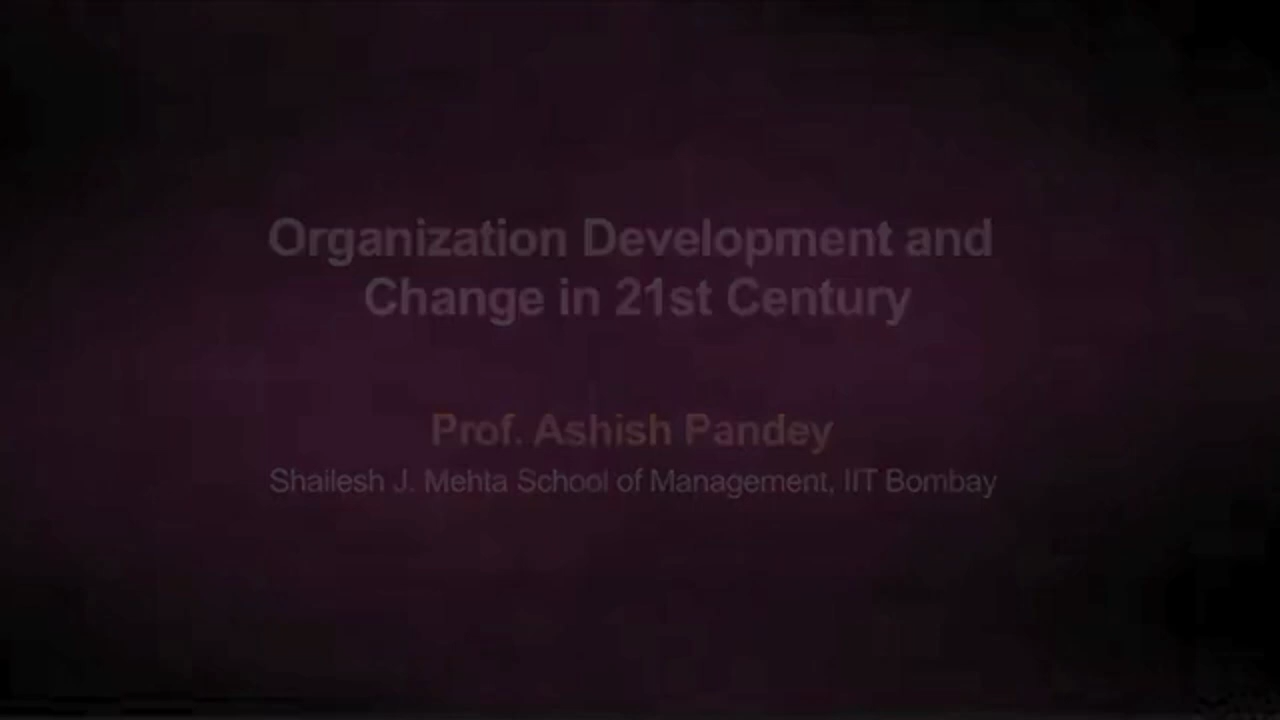 Organization Development and
Change in 21st Century
Prof. Ashish Pandey
Shailesh J. Mehta School of Management, IIT Bombay